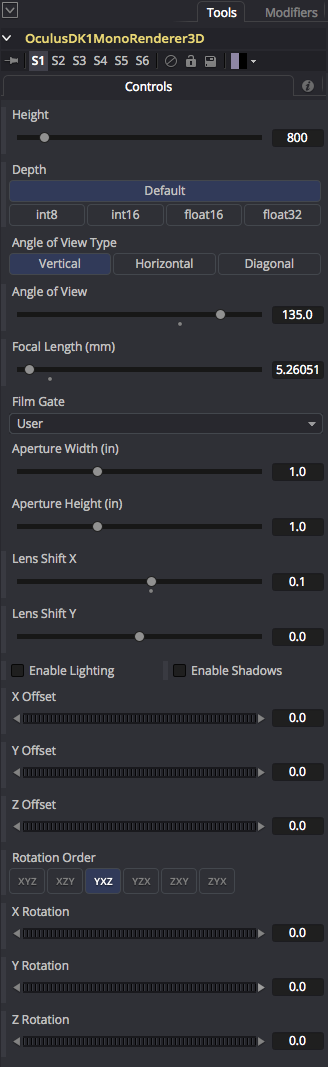 Tools Modifiers
OculusDK1MonoRenderer3D
S1 S2 S3 S4 S5 S6
Controls
Height
800
Depth
Default
int8 int16 float16 float32
Angle of View Type
Vertical Horizontal Diagonal
Angle of View
135.0
Focal Length (mm)
5.26051
Film Gate
User
Aperture Width (in)
1.0
Aperture Height (in)
1.0
Lens Shift X
0.1
Lens Shift Y
0.0
Enable Lighting Enable Shadows
X Offset
0.0
Y Offset
0.0
Z Offset
0.0
Rotation Order
XYZ XZY YXZ YZX ZXY ZYX
X Rotation
0.0
Y Rotation
0.0
Z Rotation
0.0